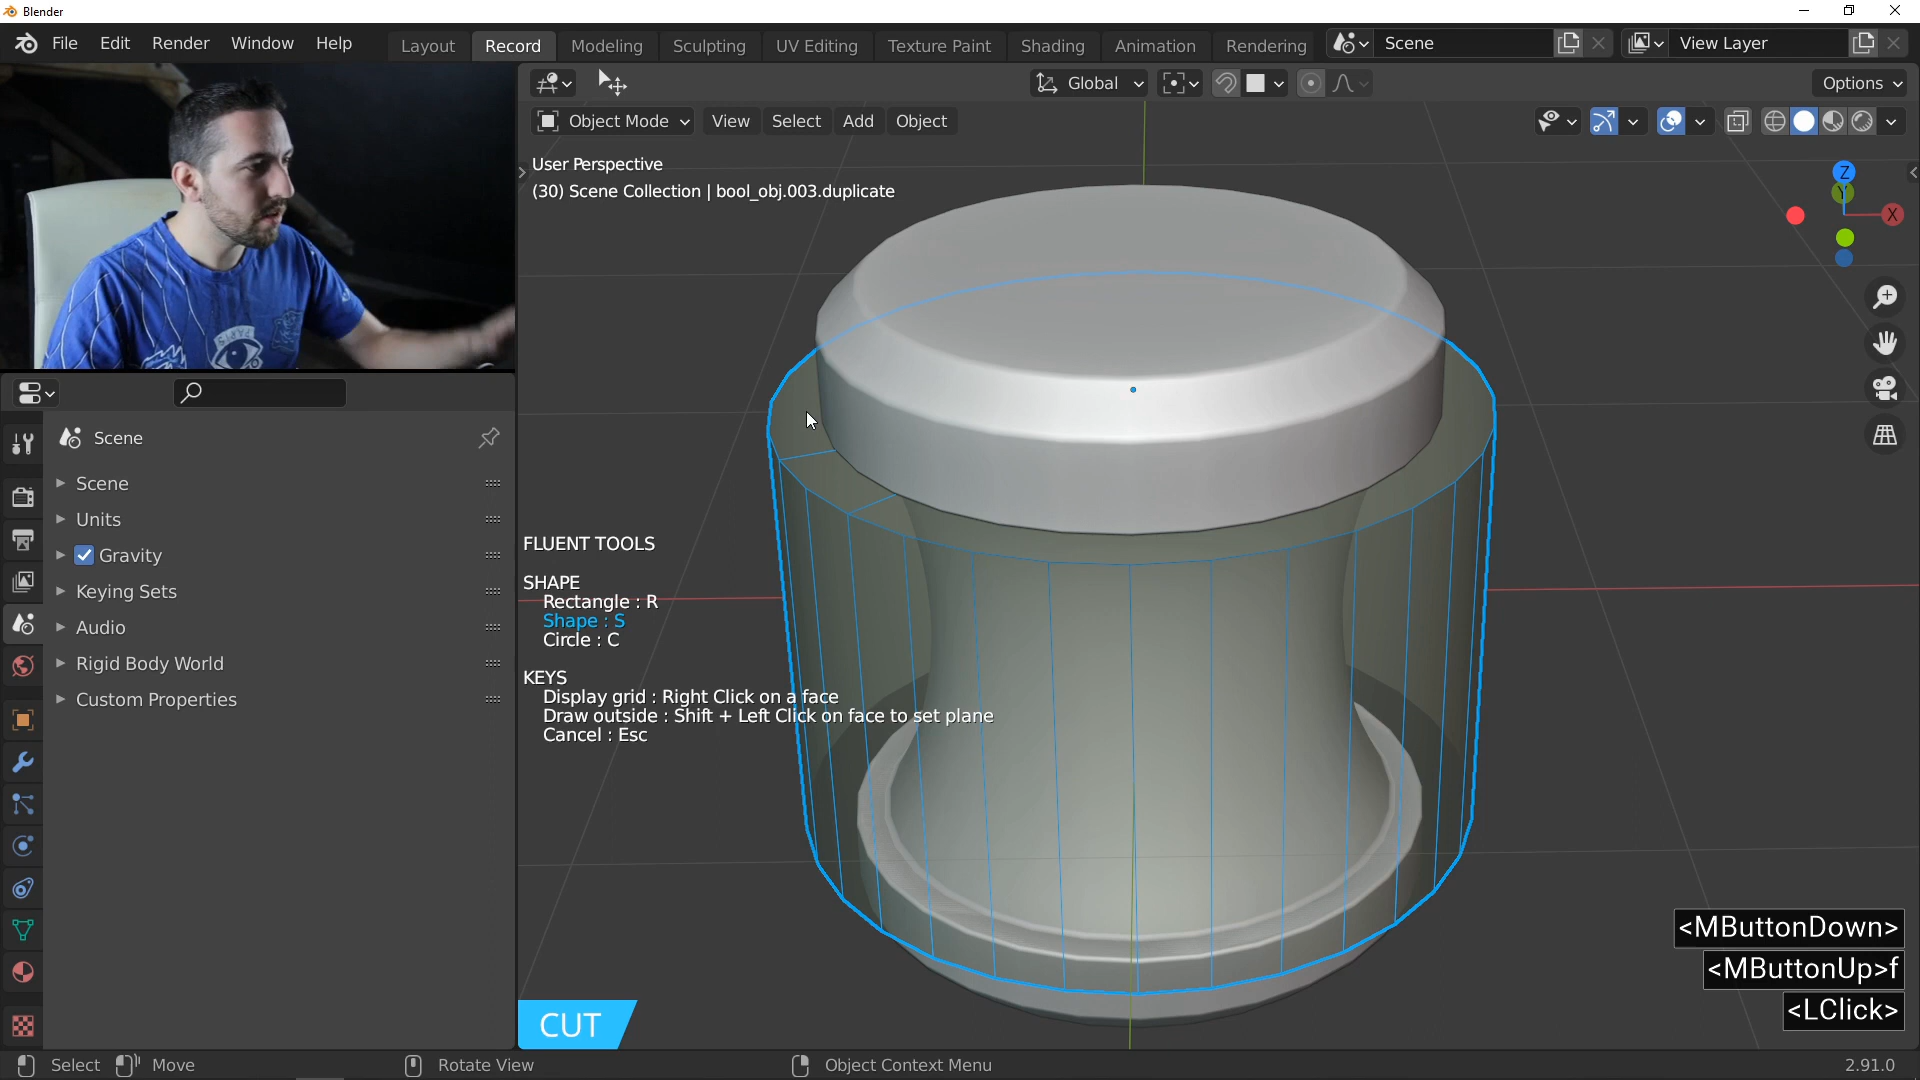 Blender
File Edit Render Window Help
Layout Record Modeling Sculpting UV Editing Texture Paint Shading Animation Rendering
Scene
View Layer
Global
Options
Object Mode View Select Add Object
User Perspective
(30) Scene Collection | bool_obj.003.duplicate
Z
Y
X
Scene
Scene
Units
Gravity
Keying Sets
Audio
Rigid Body World
Custom Properties
FLUENT TOOLS
SHAPE
Rectangle : R
Shape : S
Circle : C
KEYS
Display grid : Right Click on a face
Draw outside : Shift + Left Click on face to set plane
Cancel : Esc
PARIS
<MButtonDown>
<MButtonUp>f
<LClick>
CUT
Select Move Rotate View Object Context Menu 2.91.0